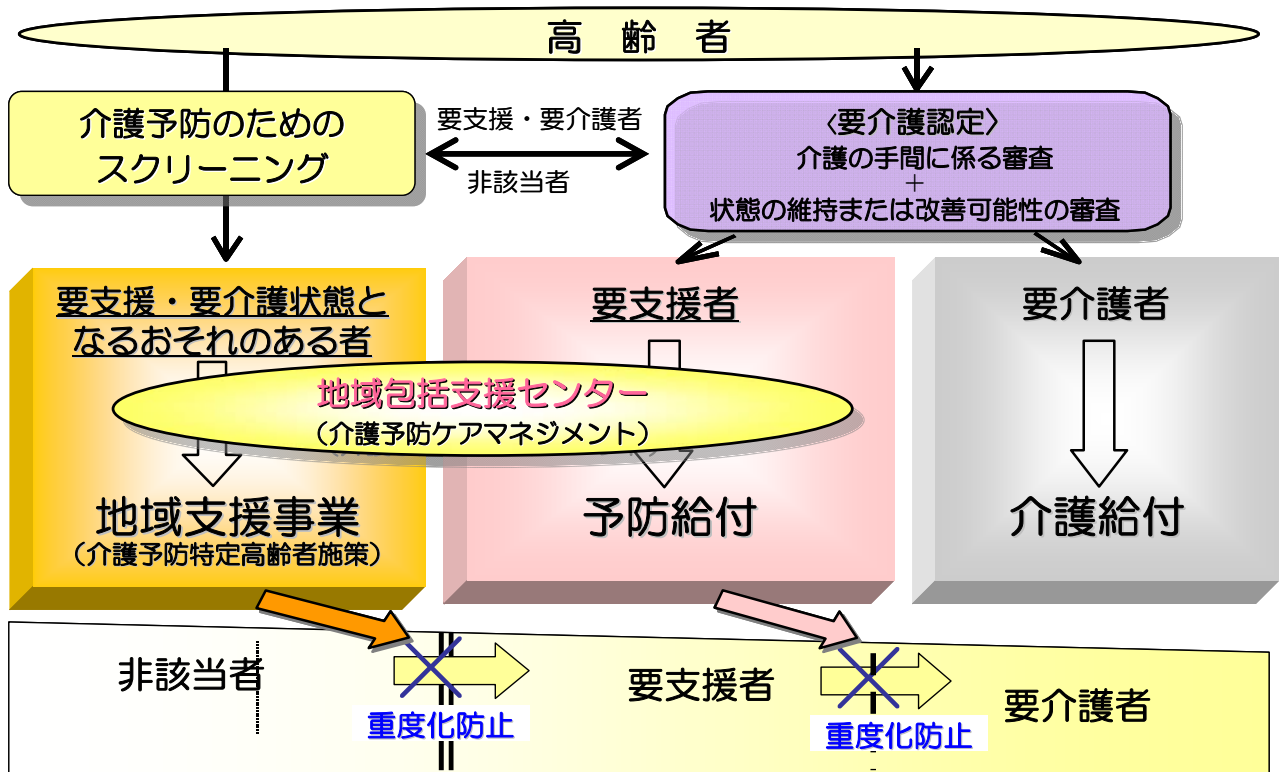 高 齢 者
介護予防のための
スクリーニング
要支援・要介護者
非該当者
〈要介護認定〉
介護の手間に係る審査
＋
状態の維持または改善可能性の審査
要支援・要介護状態と
なるおそれのある者
要支援者
要介護者
地域包括支援センター
（介護予防ケアマネジメント）
地域支援事業
（介護予防特定高齢者施策）
予防給付
介護給付
非該当者
重度化防止
要支援者
重度化防止
要介護者